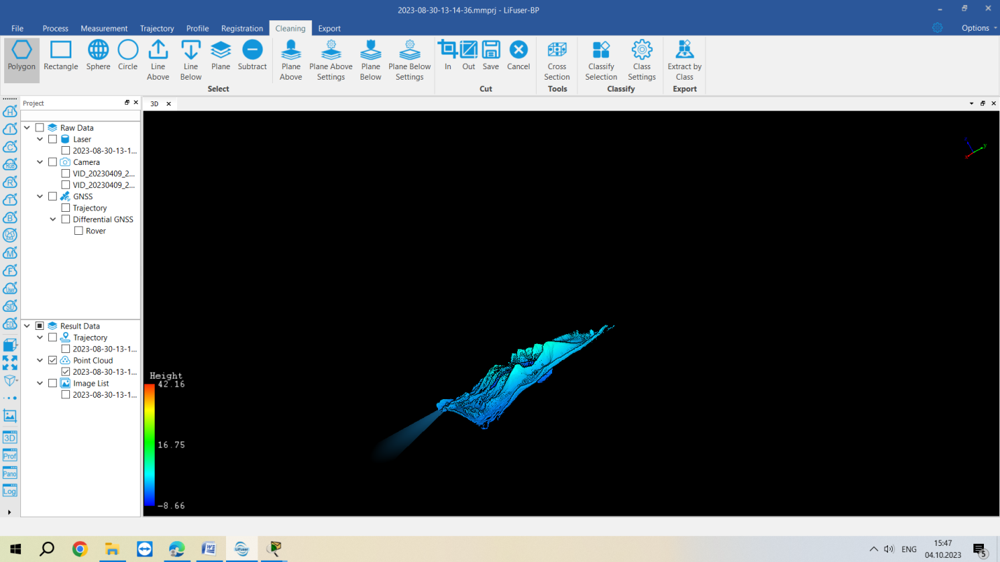 2023-08-30-13-14-36.mmprj - LiFuser-BP
File Process Measurement Trajectory Profile Registration Cleaning Export Options
Polygon Rectangle Sphere Circle Line Above Line Below Plane Subtract Plane Above Plane Above Settings Plane Below Plane Below Settings In Out Save Cancel Cross Section Classify Selection Class Settings Extract by Class
Select Cut Tools Classify Export
Project
3D
Raw Data
Laser
2023-08-30-13-1...
Camera
VID_20230409_2...
VID_20230409_2...
GNSS
Trajectory
Differential GNSS
Rover
Result Data
Trajectory
2023-08-30-13-1...
Point Cloud
2023-08-30-13-1...
Image List
2023-08-30-13-1...
H
I
C
RGB
R
T
B
M
F
User
SID
3D
Prof
Pano
Log
Height
42.16
16.75
-8.66
y
LiFuser
ENG
15:47
04.10.2023
5